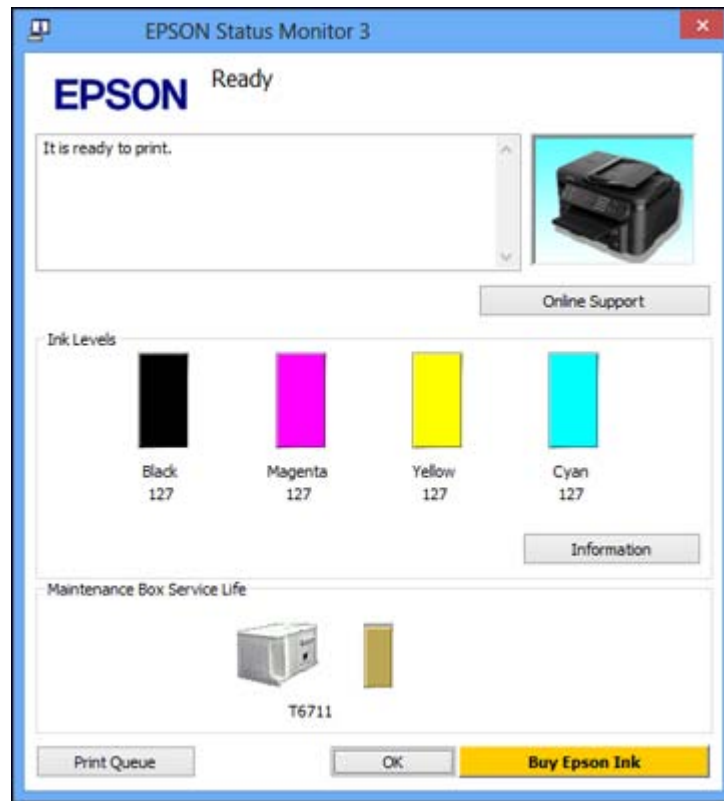 EPSON Status Monitor 3
EPSON
Ready
It is ready to print.
Online Support
Ink Levels
Black
Magenta
Yellow
Cyan
127
127
127
127
Information
Maintenance Box Service Life
T6711
Print Queue
OK
Buy Epson Ink